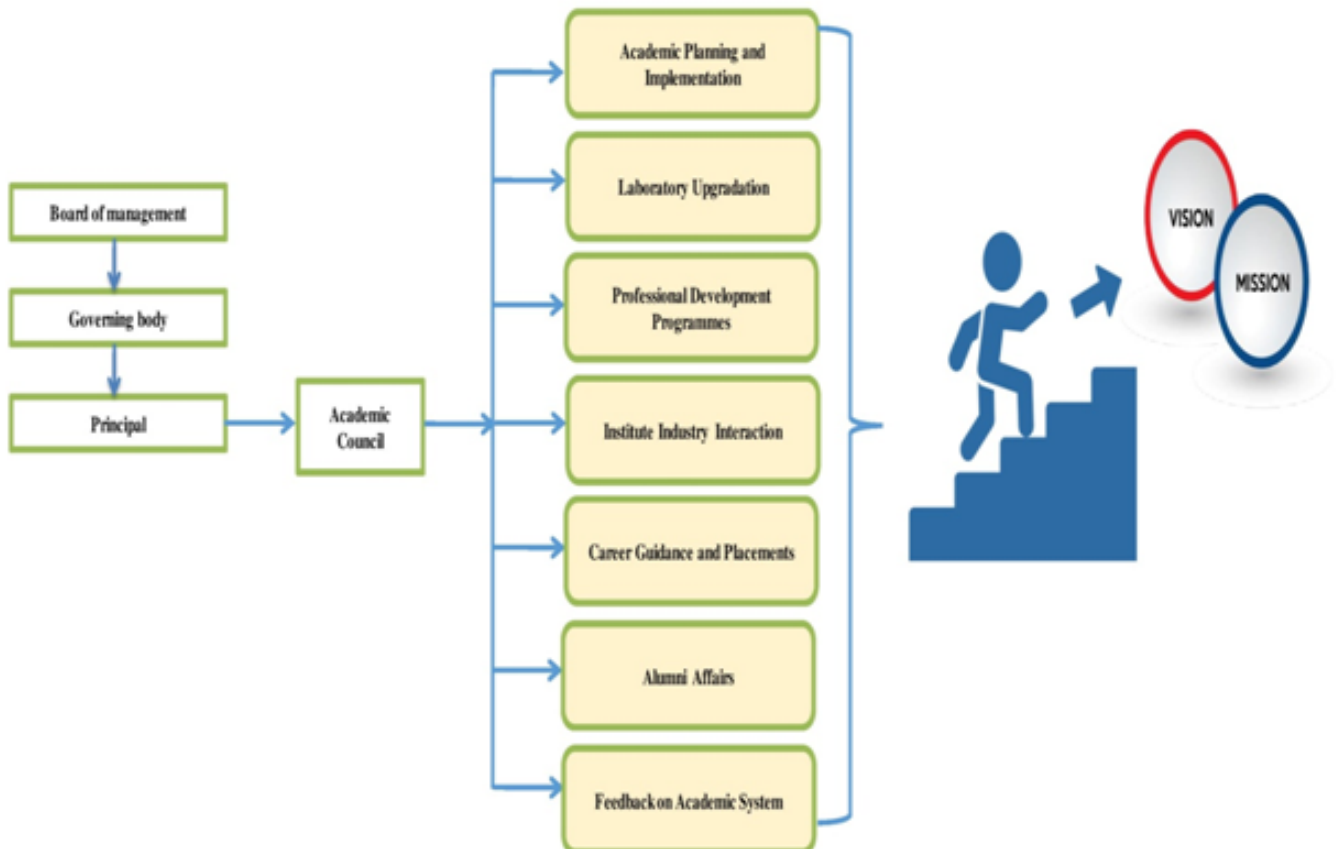 Board of management
Governing body
Principal
Academic
Council
Academic Planning and
Implementation
Laboratory Upgradation
Professional Development
Programmes
Institute Industry Interaction
Career Guidance and Placements
Alumni Affairs
Feedback on Academic System
VISION
MISSION